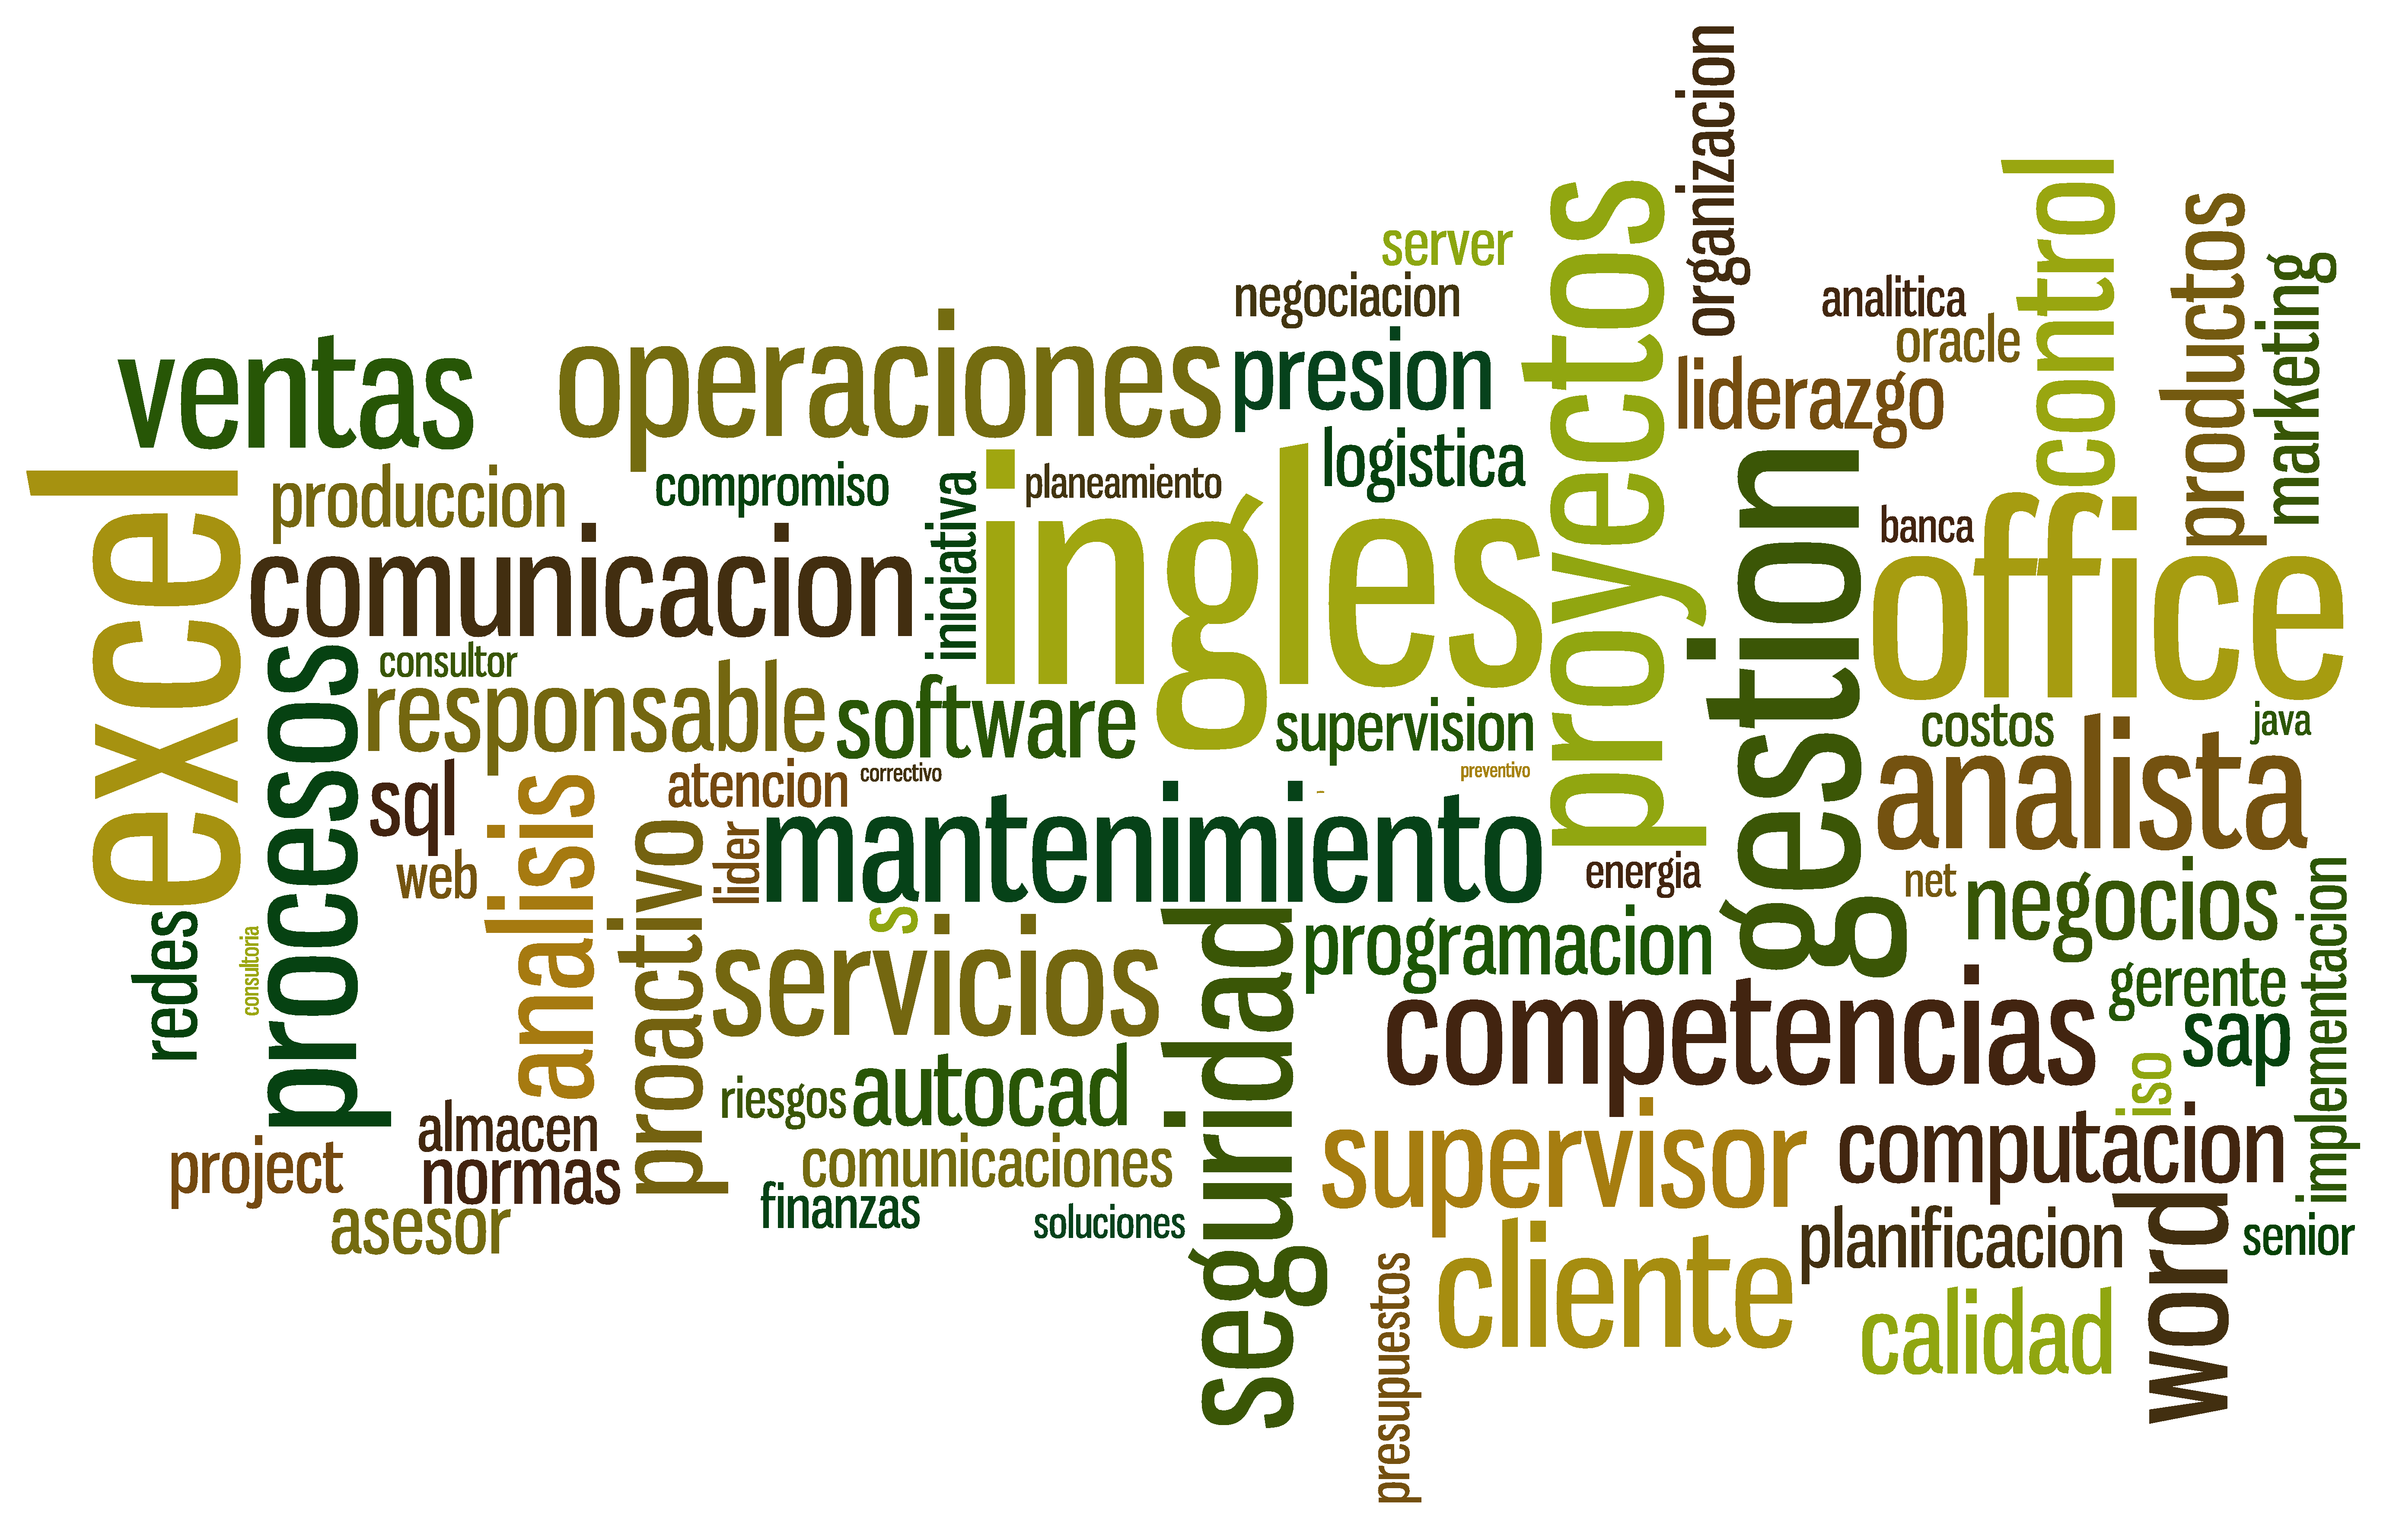 organizacion
server
control
productos
negociacion
analitica
marketing
ventas
operaciones
presion
proyectos
liderazgo
oracle
excel
produccion
compromiso
iniciativa
planeamiento
logistica
gestion
banca
office
comunicacion
ingles
procesos
consultor
responsable
software
supervision
costos
java
sql
analisis
atencion
correctivo
preventivo
-
analista
web
proactivo
lider
mantenimiento
energia
net
negocios
implementacion
redes
consultoria
s
servicios
seguridad
programacion
competencias
gerente
sap
iso
almacen
riesgos
autocad
supervisor
computacion
project
normas
comunicaciones
word
asesor
finanzas
soluciones
presupuestos
cliente
planificacion
senior
calidad